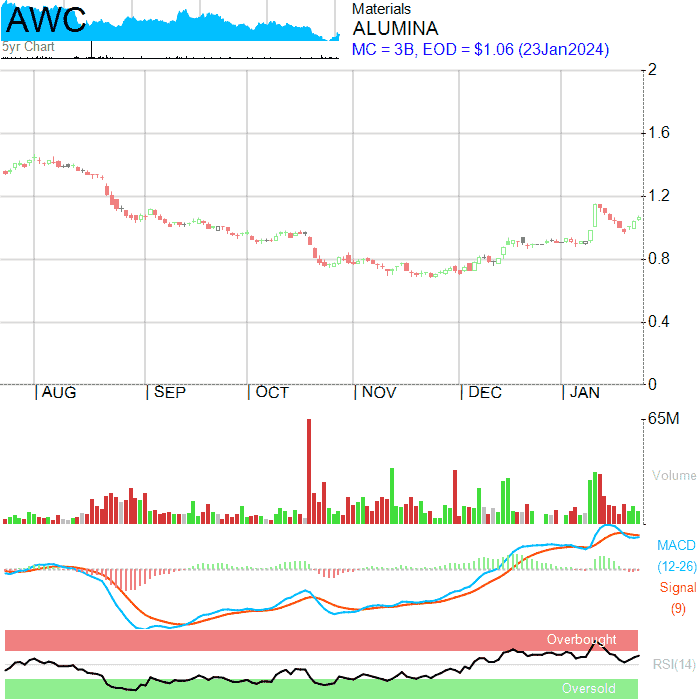 AWC
5yr Chart
Materials
ALUMINA
MC = 3B, EOD = $1.06 (23Jan2024)
2
1.6
1.2
0.8
0.4
0
|AUG |SEP |OCT |NOV |DEC |JAN
65M
Volume
MACD
(12-26)
Signal
(9)
Overbought
RSI(14)
Oversold